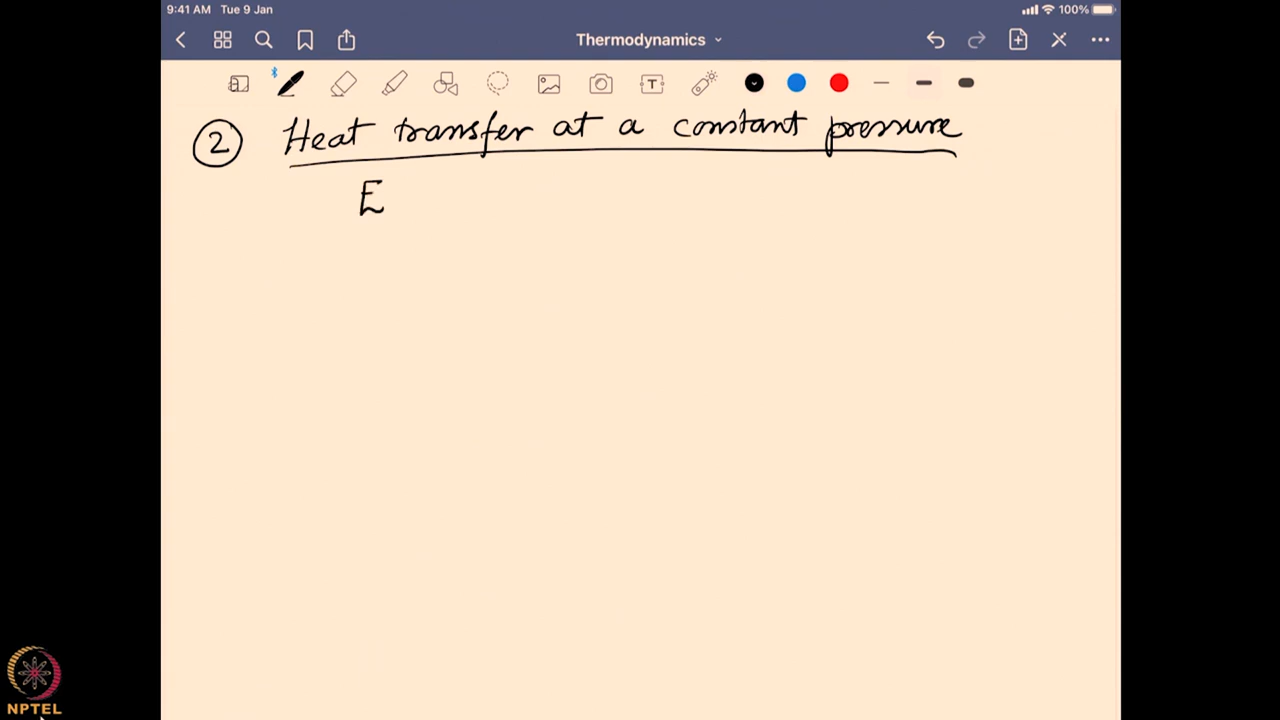 9:41 AM Tue 9 Jan 100%
Thermodynamics
T
② Heat transfer at a constant pressure
E
NPTEL